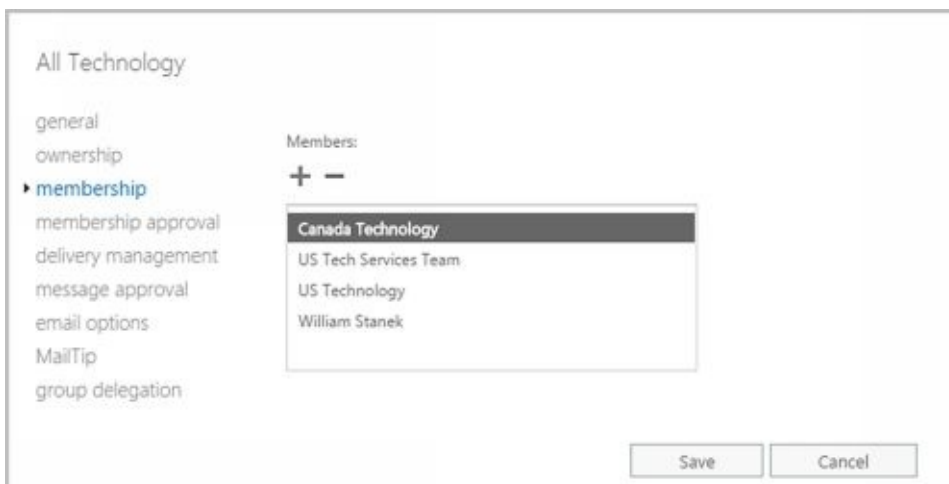 All Technology
general
ownership
membership
membership approval
delivery management
message approval
email options
MailTip
group delegation
Members:
Canada Technology
US Tech Services Team
US Technology
William Stanek
Save
Cancel